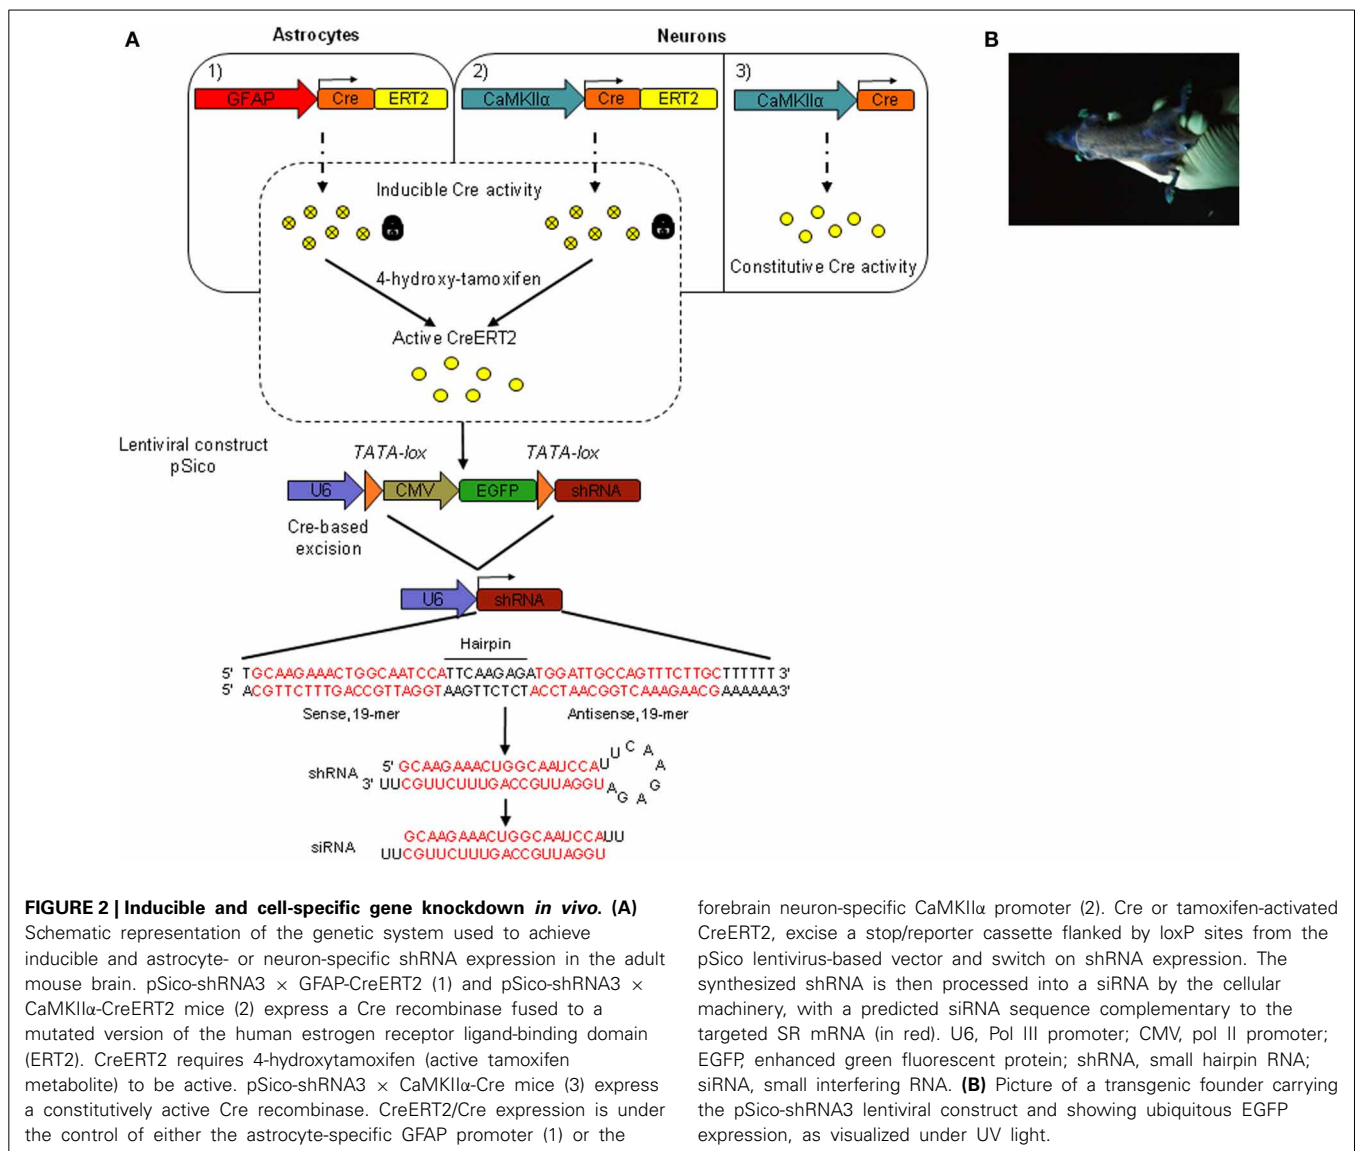 A
Astrocytes
Neurons
B
1)
2)
3)
GFAP Cre ERT2
CaMKIIα Cre ERT2
CaMKIIα Cre
Inducible Cre activity
Constitutive Cre activity
4-hydroxy-tamoxifen
Active CreERT2
Lentiviral construct
pSico
TATA-lox
TATA-lox
U6 CMV EGFP shRNA
Cre-based
excision
U6 shRNA
Hairpin
5' TGCAAGAAACTGGCAATCCATTCAAGAGATGGATTGCCAGTTTCTTGCTTTTTT 3'
5' ACGTTCTTTGACCGTTAGGTAAGTTCTCTACCTAACGGTCAAAGAACGAAAAAA3'
Sense,19-mer
Antisense,19-mer
shRNA
5' GCAAGAAACUGGCAAUCCAUUCAAGAGA
3' UUCGUUCUUUGACCGUUAGGU
siRNA
GCAAGAAACUGGCAAUCCAUU
UUCGUUCUUUGACCGUUAGGU
FIGURE 2 | Inducible and cell-specific gene knockdown in vivo. (A)
Schematic representation of the genetic system used to achieve
inducible and astrocyte- or neuron-specific shRNA expression in the adult
mouse brain. pSico-shRNA3 × GFAP-CreERT2 (1) and pSico-shRNA3 ×
CaMKIIα-CreERT2 mice (2) express a Cre recombinase fused to a
mutated version of the human estrogen receptor ligand-binding domain
(ERT2). CreERT2 requires 4-hydroxytamoxifen (active tamoxifen
metabolite) to be active. pSico-shRNA3 × CaMKIIα-Cre mice (3) express
a constitutively active Cre recombinase. CreERT2/Cre expression is under
the control of either the astrocyte-specific GFAP promoter (1) or the
forebrain neuron-specific CaMKIIα promoter (2). Cre or tamoxifen-activated
CreERT2, excise a stop/reporter cassette flanked by loxP sites from the
pSico lentivirus-based vector and switch on shRNA expression. The
synthesized shRNA is then processed into a siRNA by the cellular
machinery, with a predicted siRNA sequence complementary to the
targeted SR mRNA (in red). U6, Pol III promoter; CMV, pol II promoter;
EGFP, enhanced green fluorescent protein; shRNA, small hairpin RNA;
siRNA, small interfering RNA. (B) Picture of a transgenic founder carrying
the pSico-shRNA3 lentiviral construct and showing ubiquitous EGFP
expression, as visualized under UV light.